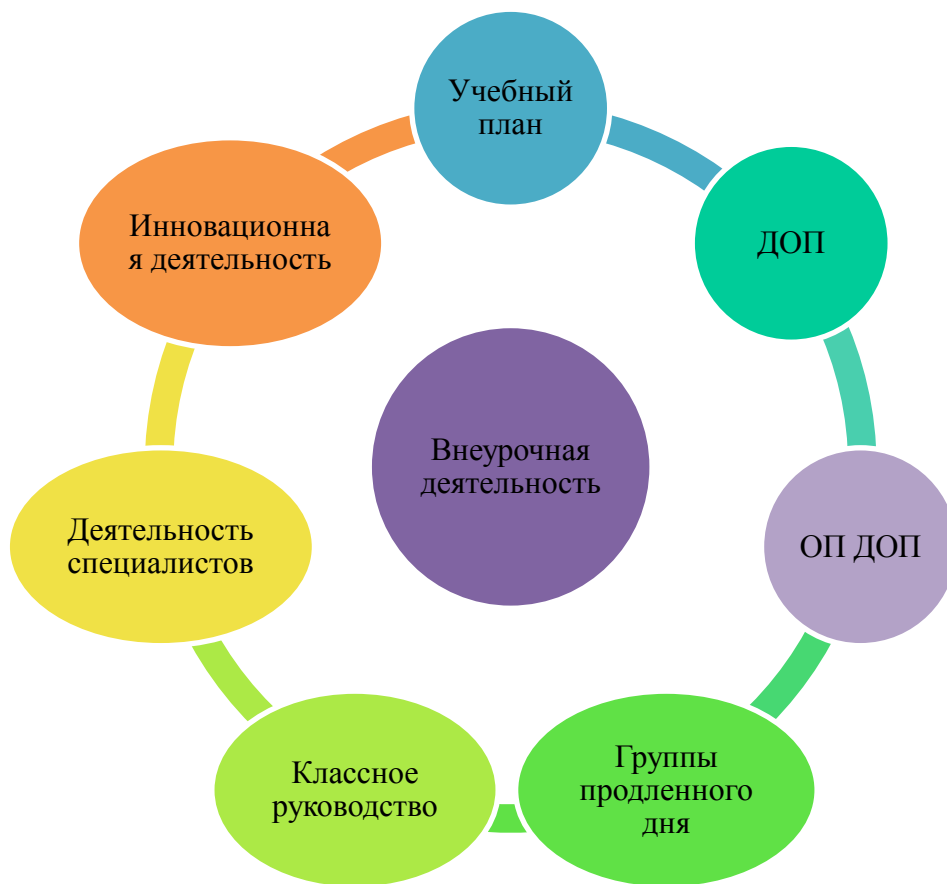 Учебный
план
ДОП
ОП ДОП
Группы
продленного
дня
Классное
руководство
Деятельность
специалистов
Инновационна
я деятельность
Внеурочная
деятельность